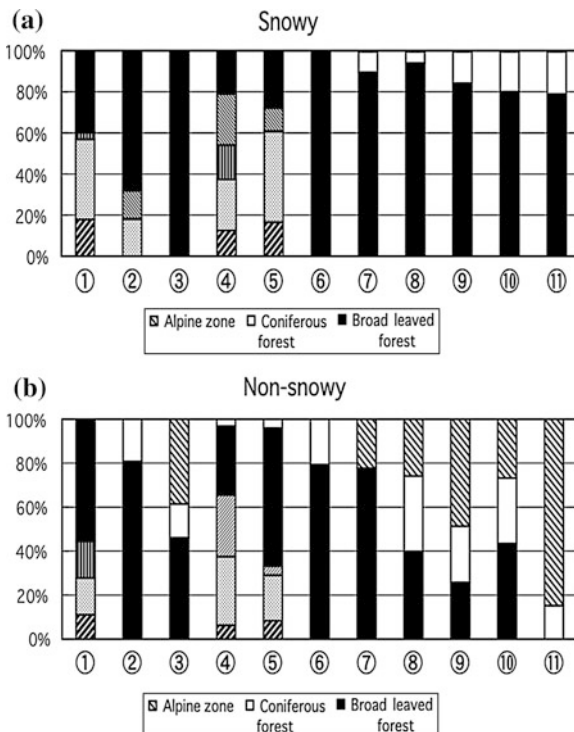 (a) Snowy
100%
80%
60%
40%
20%
0%
① ② ③ ④ ⑤ ⑥ ⑦ ⑧ ⑨ ⑩ ⑪
Alpine zone Coniferous forest Broad leaved forest
(b) Non-snowy
100%
80%
60%
40%
20%
0%
① ② ③ ④ ⑤ ⑥ ⑦ ⑧ ⑨ ⑩ ⑪
Alpine zone Coniferous forest Broad leaved forest